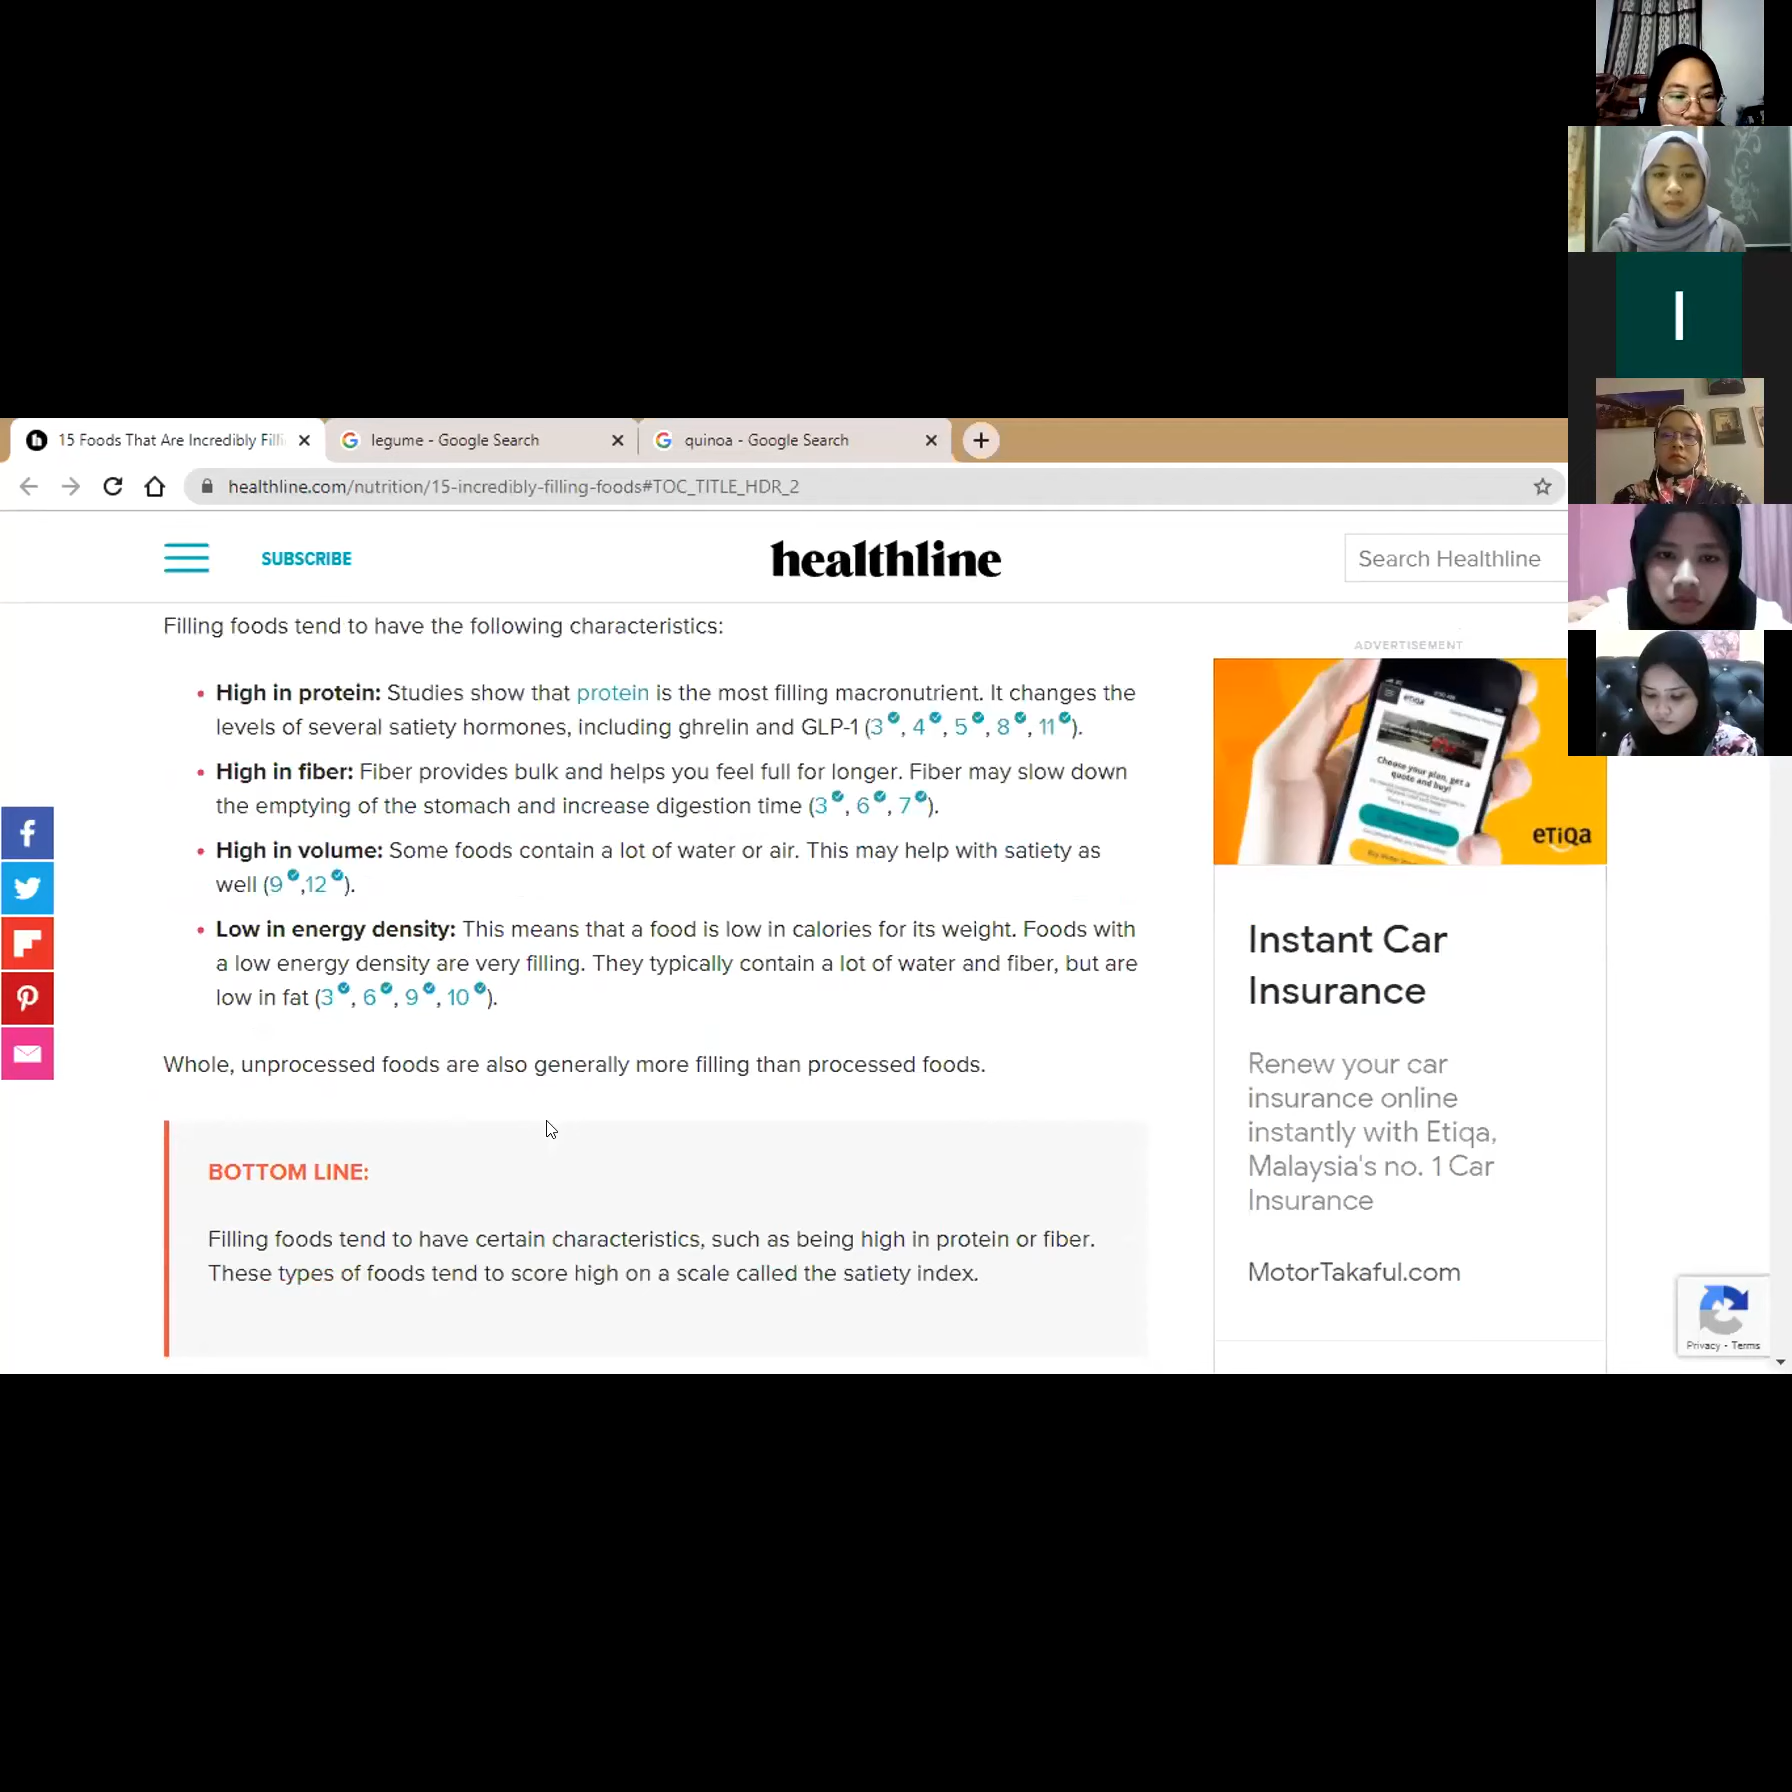 15 Foods That Are Incredibly Filli
legume - Google Search
quinoa - Google Search
healthline.com/nutrition/15-incredibly-filling-foods#TOC_TITLE_HDR_2
SUBSCRIBE
healthline
Search Healthline
Filling foods tend to have the following characteristics:
• High in protein: Studies show that protein is the most filling macronutrient. It changes the
levels of several satiety hormones, including ghrelin and GLP-1 (3, 4, 5, 8, 11).
• High in fiber: Fiber provides bulk and helps you feel full for longer. Fiber may slow down
the emptying of the stomach and increase digestion time (3, 6, 7).
• High in volume: Some foods contain a lot of water or air. This may help with satiety as
well (9,12).
• Low in energy density: This means that a food is low in calories for its weight. Foods with
a low energy density are very filling. They typically contain a lot of water and fiber, but are
low in fat (3, 6, 9, 10).
Whole, unprocessed foods are also generally more filling than processed foods.
BOTTOM LINE:
Filling foods tend to have certain characteristics, such as being high in protein or fiber.
These types of foods tend to score high on a scale called the satiety index.
ADVERTISEMENT
etiqa
Choose your plan, get a
quote and buy!
eTiQa
Instant Car
Insurance
Renew your car
insurance online
instantly with Etiqa,
Malaysia's no. 1 Car
Insurance
MotorTakaful.com
Privacy - Terms
I